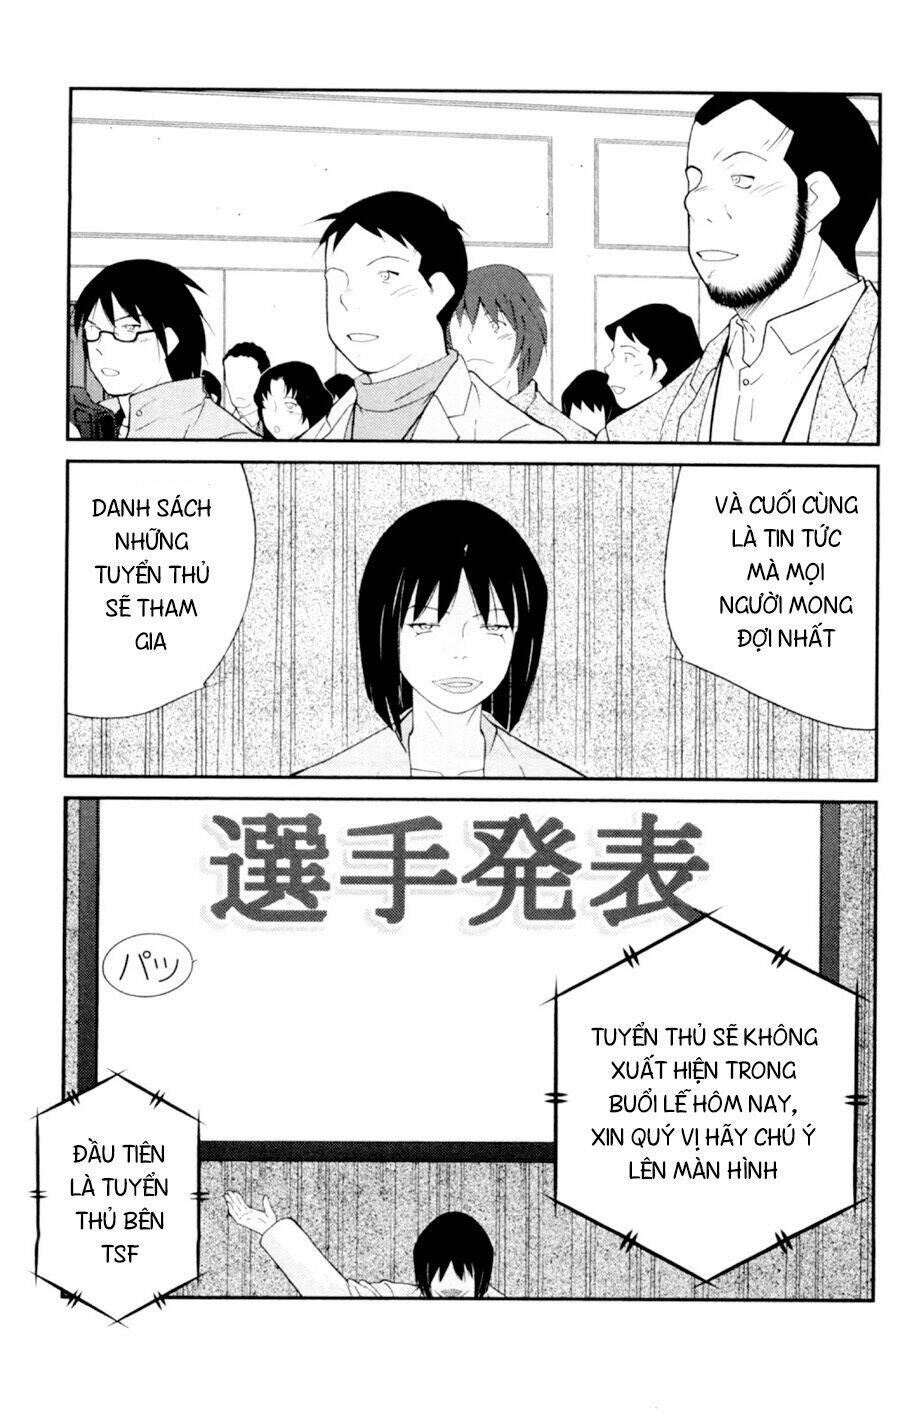 VÀ CUỐI CÙNG
LÀ TIN TỨC
MÀ MỌI
NGƯỜI MONG
ĐỢI NHẤT
DANH SÁCH
NHỮNG
TUYỂN THỦ
SẼ THAM
GIA
選手発表
パッ
TUYỂN THỦ SẼ KHÔNG
XUẤT HIỆN TRONG
BUỔI LỄ HÔM NAY,
XIN QUÝ VỊ HÃY CHÚ Ý
LÊN MÀN HÌNH
ĐẦU TIÊN
LÀ TUYỂN
THỦ BÊN
TSF